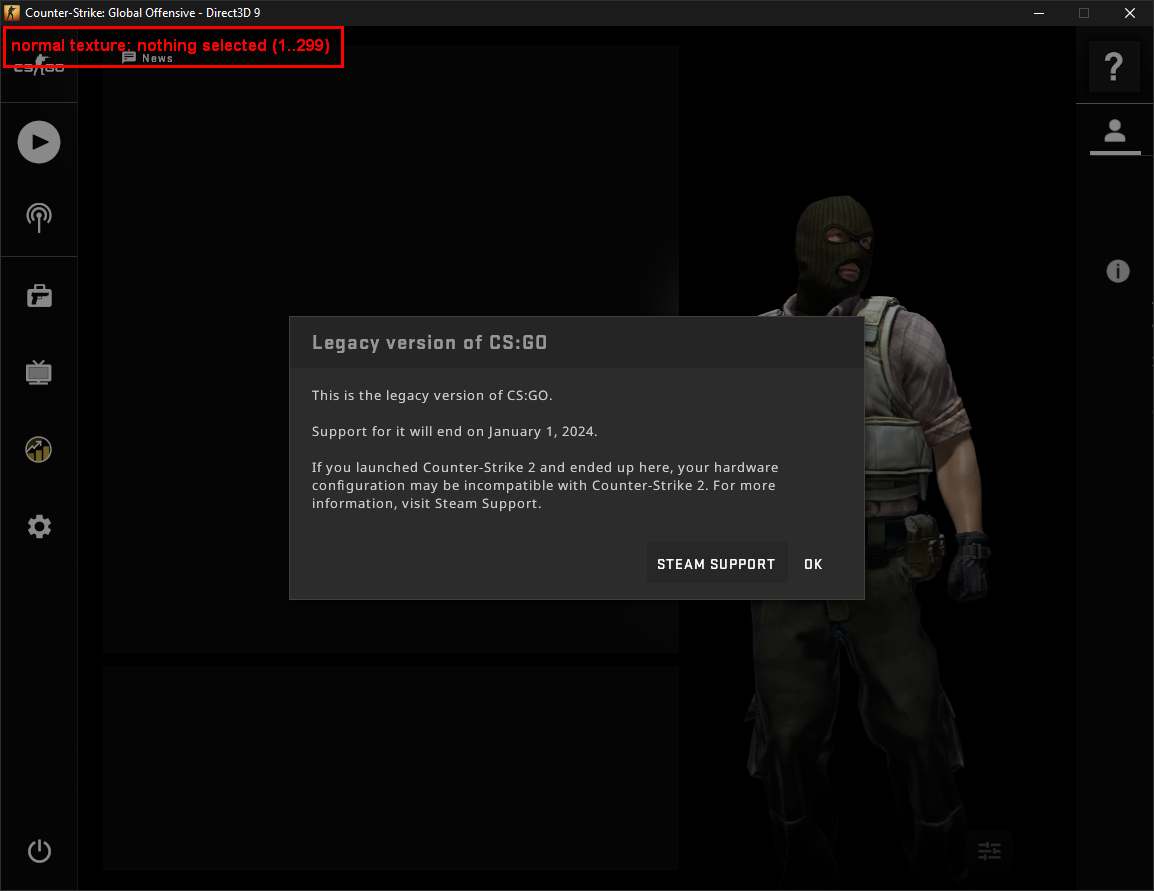 Counter-Strike: Global Offensive - Direct3D 9
normal texture: nothing selected (1..299)
CS:GO
News
?
Legacy version of CS:GO
This is the legacy version of CS:GO.
Support for it will end on January 1, 2024.
If you launched Counter-Strike 2 and ended up here, your hardware
configuration may be incompatible with Counter-Strike 2. For more
information, visit Steam Support.
STEAM SUPPORT OK